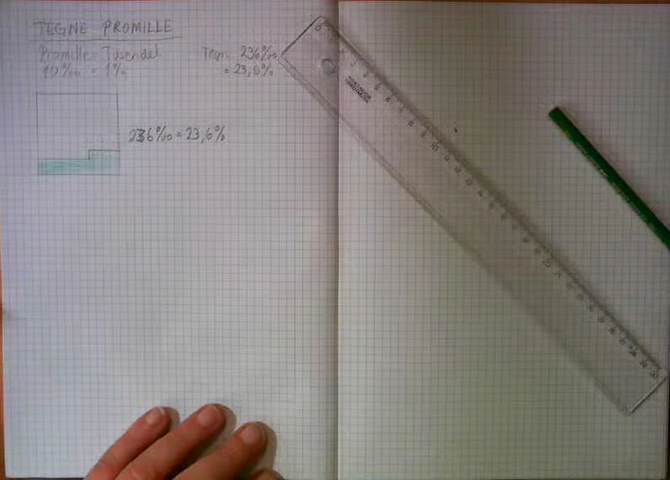 TEGNE PROMILLE
Promille = Tusendel
10‰ = 1%
Tegn 236‰
= 23,6%
236‰ = 23,6%